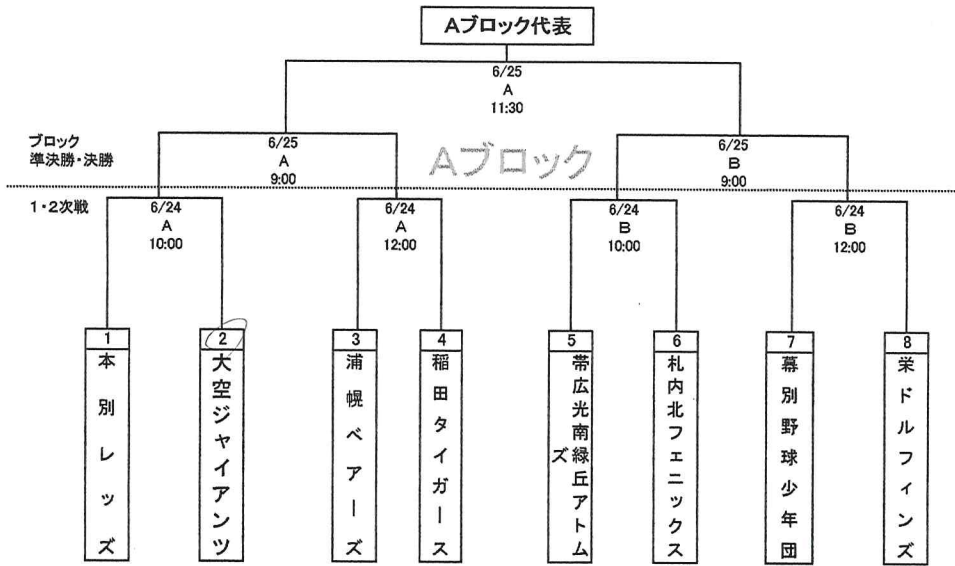 Aブロック代表
6/25
A
11:30
ブロック
準決勝・決勝
6/25
A
9:00
Aブロック
6/25
B
9:00
1・2次戦
6/24
A
10:00
6/24
A
12:00
6/24
B
10:00
6/24
B
12:00
1
本別レッズ
2
大空ジャイアンツ
3
浦幌ベアーズ
4
稲田タイガース
5
帯広光南緑丘アトム
ズ
6
札内北フェニックス
7
幕別野球少年団
8
栄ドルフィンズ